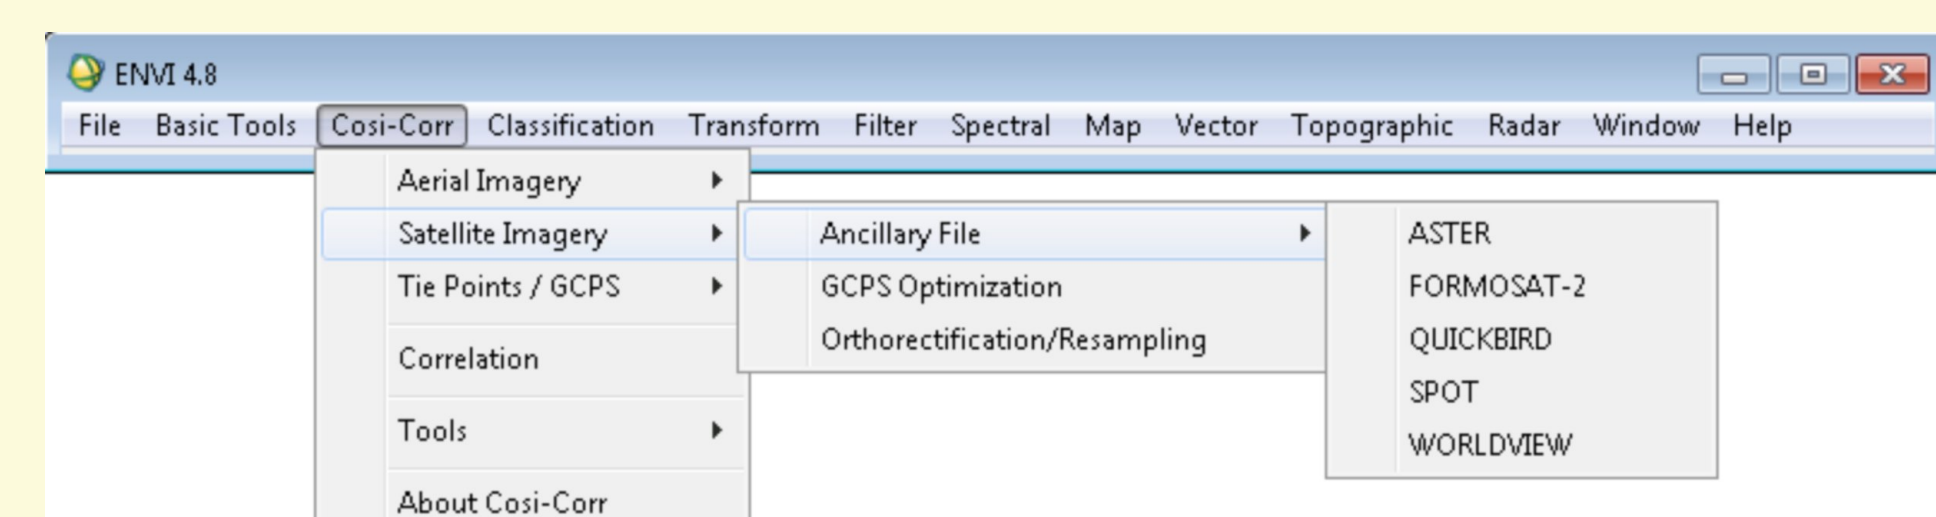 ENVI 4.8
File Basic Tools Cosi-Corr Classification Transform Filter Spectral Map Vector Topographic Radar Window Help
Aerial Imagery
Satellite Imagery
Tie Points / GCPS
Correlation
Tools
About Cosi-Corr
Ancillary File
GCPS Optimization
Orthorectification/Resampling
ASTER
FORMOSAT-2
QUICKBIRD
SPOT
WORLDVIEW